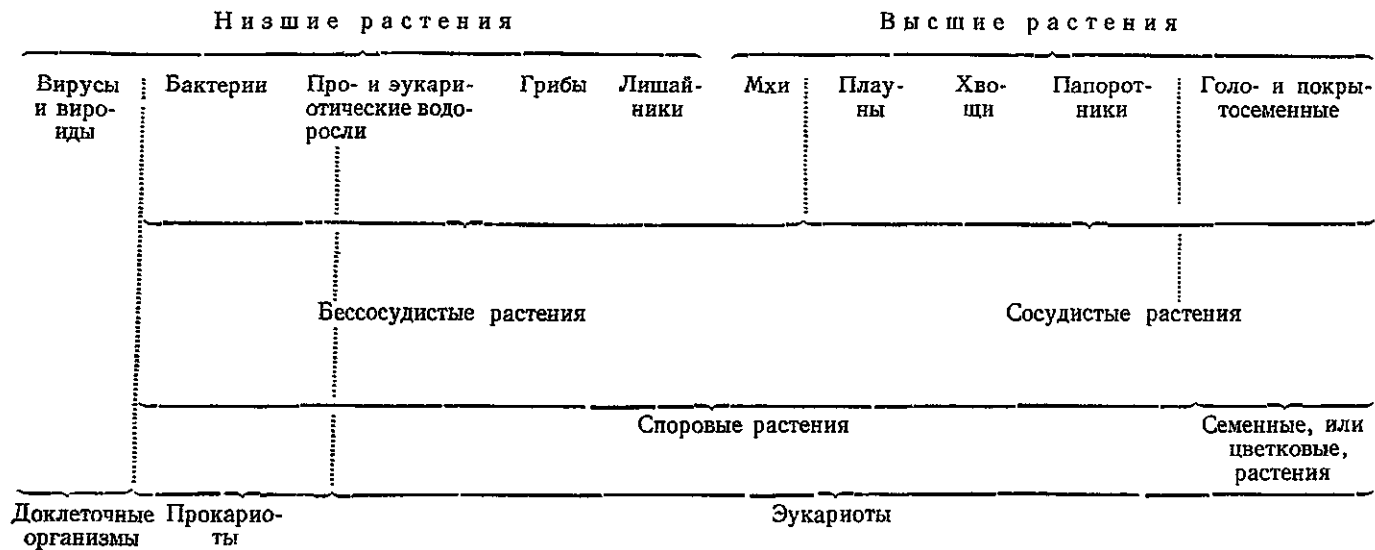 Низшие растения
Высшие растения
Вирусы и виро- иды
Бактерии
Про- и эукари- отические водо- росли
Грибы
Лишай- ники
Мхи
Плау- ны
Хво- щи
Папорот- ники
Голо- и покры- тосеменные
Бессосудистые растения
Сосудистые растения
Споровые растения
Семенные, или цветковые, растения
Доклеточные организмы
Прокарио- ты
Эукариоты